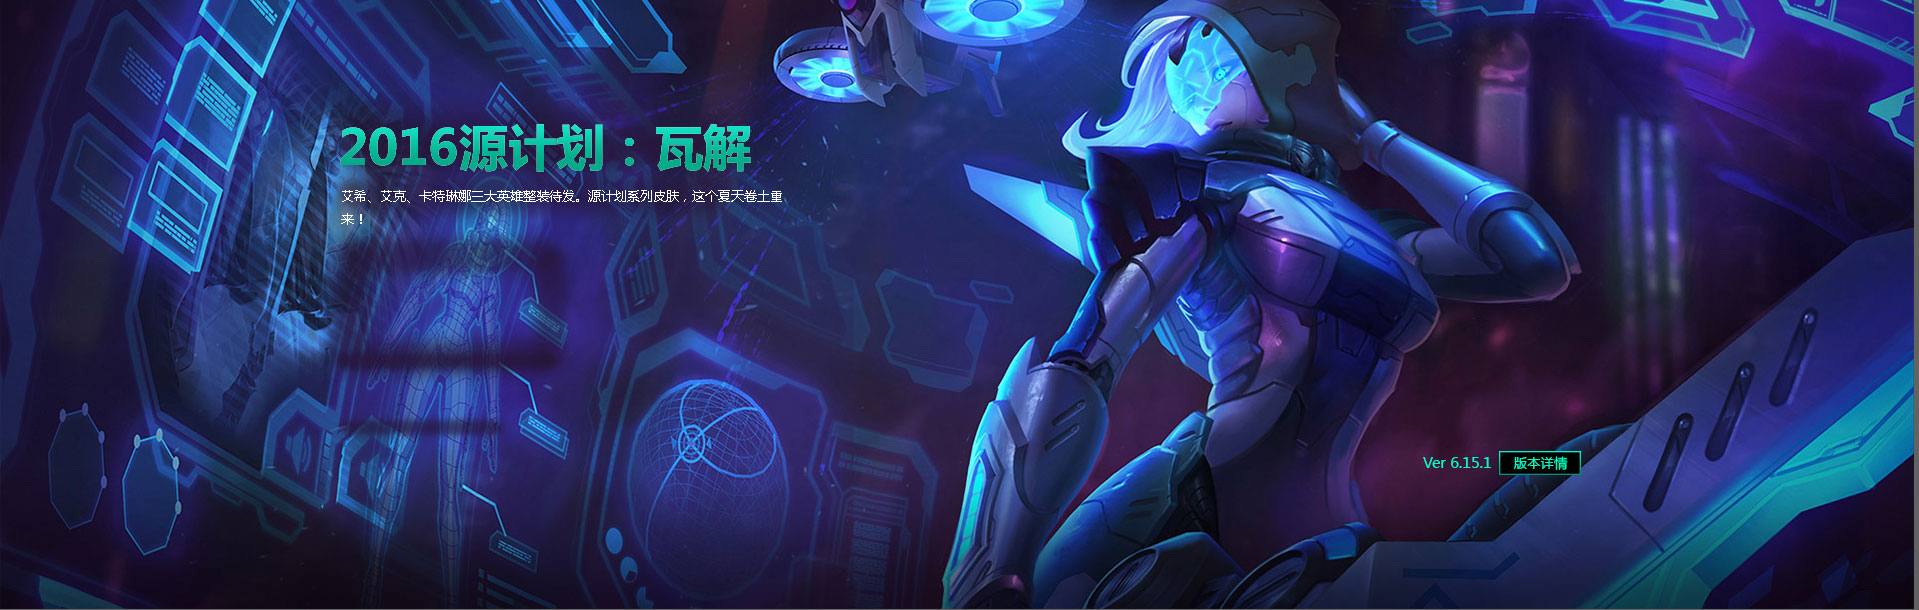 2016源计划：瓦解
艾希、艾克、卡特琳娜三大英雄整装待发。源计划系列皮肤，这个夏天卷土重
来！
Ver 6.15.1 版本详情